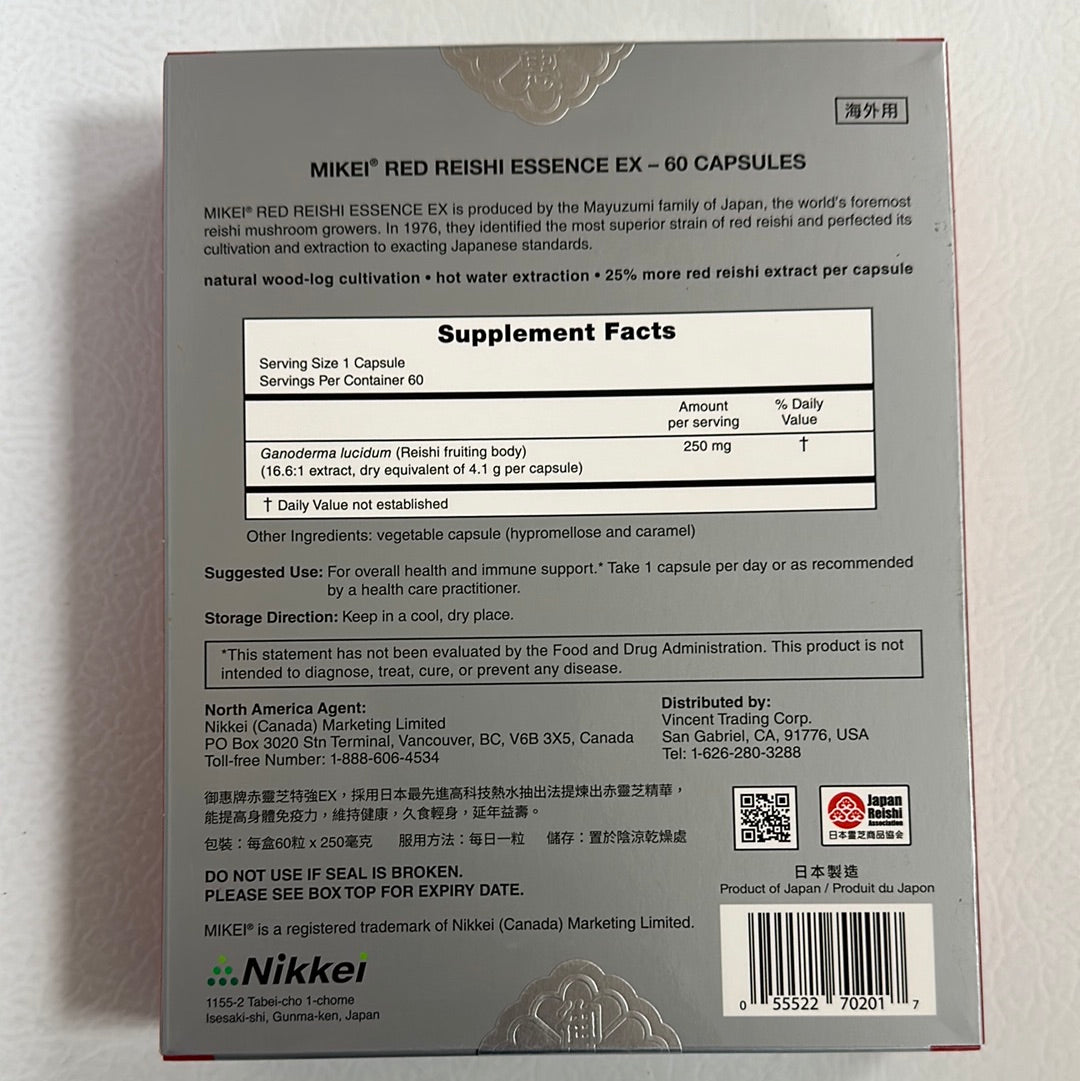 惠
海外用
MIKEI® RED REISHI ESSENCE EX – 60 CAPSULES
MIKEI® RED REISHI ESSENCE EX is produced by the Mayuzumi family of Japan, the world's foremost
reishi mushroom growers. In 1976, they identified the most superior strain of red reishi and perfected its
cultivation and extraction to exacting Japanese standards.
natural wood-log cultivation • hot water extraction • 25% more red reishi extract per capsule
Supplement Facts
Serving Size 1 Capsule
Servings Per Container 60
Amount per serving
% Daily Value
Ganoderma lucidum (Reishi fruiting body) 250 mg †
(16.6:1 extract, dry equivalent of 4.1 g per capsule)
† Daily Value not established
Other Ingredients: vegetable capsule (hypromellose and caramel)
Suggested Use: For overall health and immune support.* Take 1 capsule per day or as recommended
by a health care practitioner.
Storage Direction: Keep in a cool, dry place.
*This statement has not been evaluated by the Food and Drug Administration. This product is not
intended to diagnose, treat, cure, or prevent any disease.
North America Agent:
Nikkei (Canada) Marketing Limited
PO Box 3020 Stn Terminal, Vancouver, BC, V6B 3X5, Canada
Toll-free Number: 1-888-606-4534
Distributed by:
Vincent Trading Corp.
San Gabriel, CA, 91776, USA
Tel: 1-626-280-3288
御惠牌赤靈芝特強EX，採用日本最先進高科技熱水抽出法提煉出赤靈芝精華，
能提高身體免疫力，維持健康，久食輕身，延年益壽。
包裝：每盒60粒 x 250毫克 服用方法：每日一粒 儲存：置於陰涼乾燥處
Japan
Reishi
Association
日本靈芝商品協会
DO NOT USE IF SEAL IS BROKEN.
PLEASE SEE BOX TOP FOR EXPIRY DATE.
日本製造
Product of Japan / Produit du Japon
MIKEI® is a registered trademark of Nikkei (Canada) Marketing Limited.
Nikkei
1155-2 Tabei-cho 1-chome
Isesaki-shi, Gunma-ken, Japan
御
0 55522 70201 7